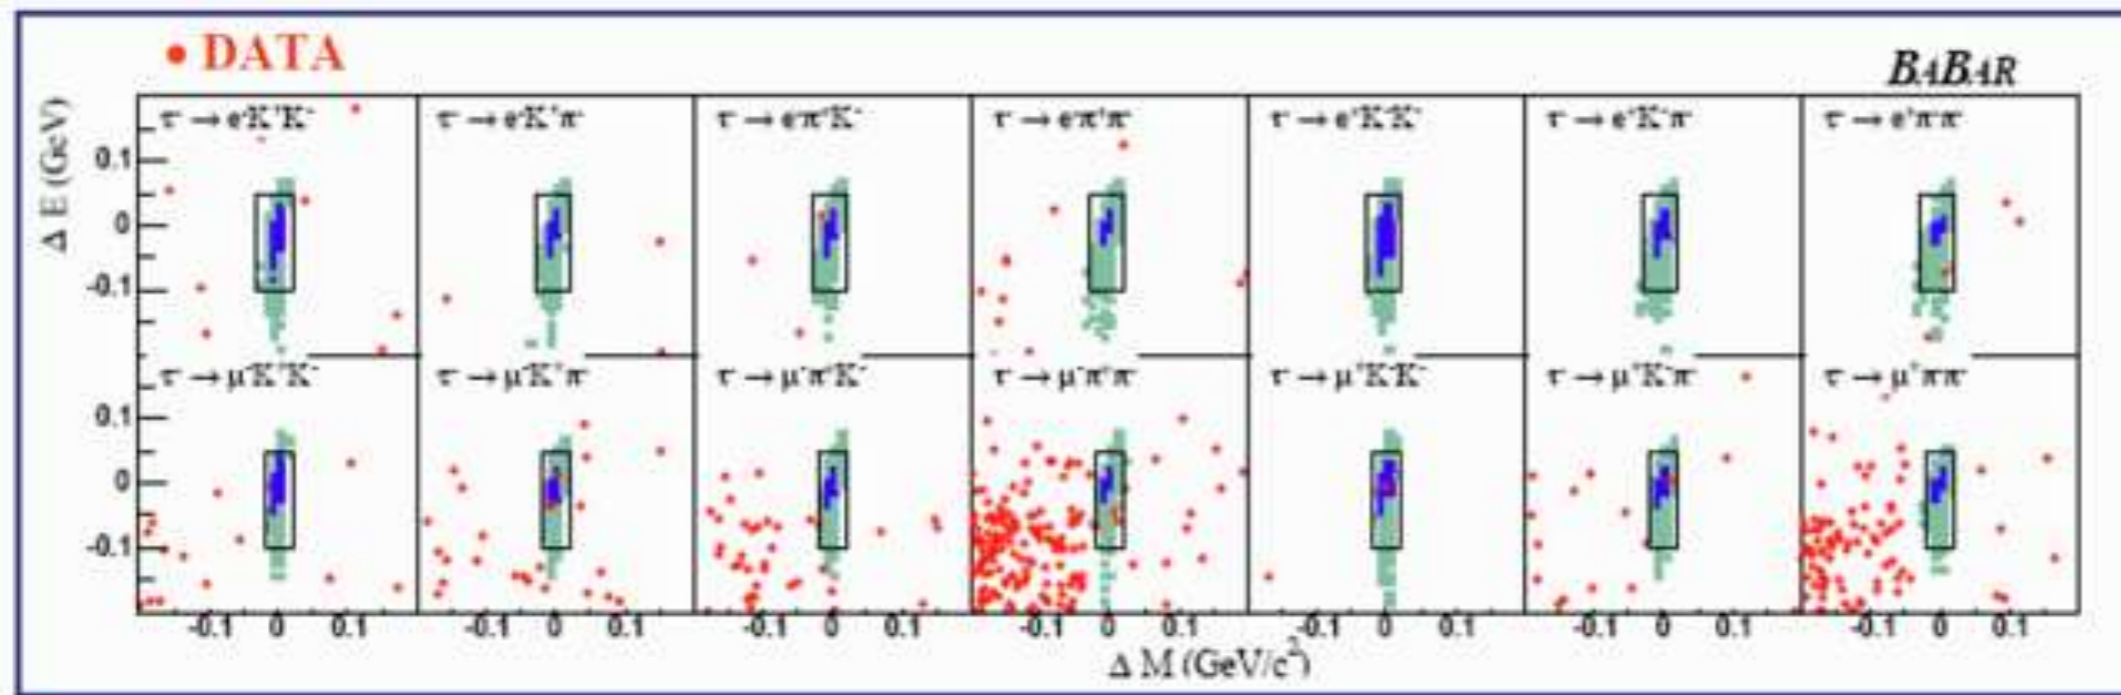 • DATA
BABAR
τ⁻ → e⁻K⁺K⁻
τ⁻ → e⁻K⁺π⁻
τ⁻ → e⁻π⁺K⁻
τ⁻ → e⁻π⁺π⁻
τ⁻ → e⁺K⁻K⁻
τ⁻ → e⁺K⁻π⁻
τ⁻ → e⁺π⁻π⁻
Δ E (GeV)
0.1
0
-0.1
τ⁻ → μ⁻K⁺K⁻
τ⁻ → μ⁻K⁺π⁻
τ⁻ → μ⁻π⁺K⁻
τ⁻ → μ⁻π⁺π⁻
τ⁻ → μ⁺K⁻K⁻
τ⁻ → μ⁺K⁻π⁻
τ⁻ → μ⁺π⁻π⁻
0.1
0
-0.1
-0.1 0 0.1 -0.1 0 0.1 -0.1 0 0.1 -0.1 0 0.1 -0.1 0 0.1 -0.1 0 0.1 -0.1 0 0.1
Δ M (GeV/c²)